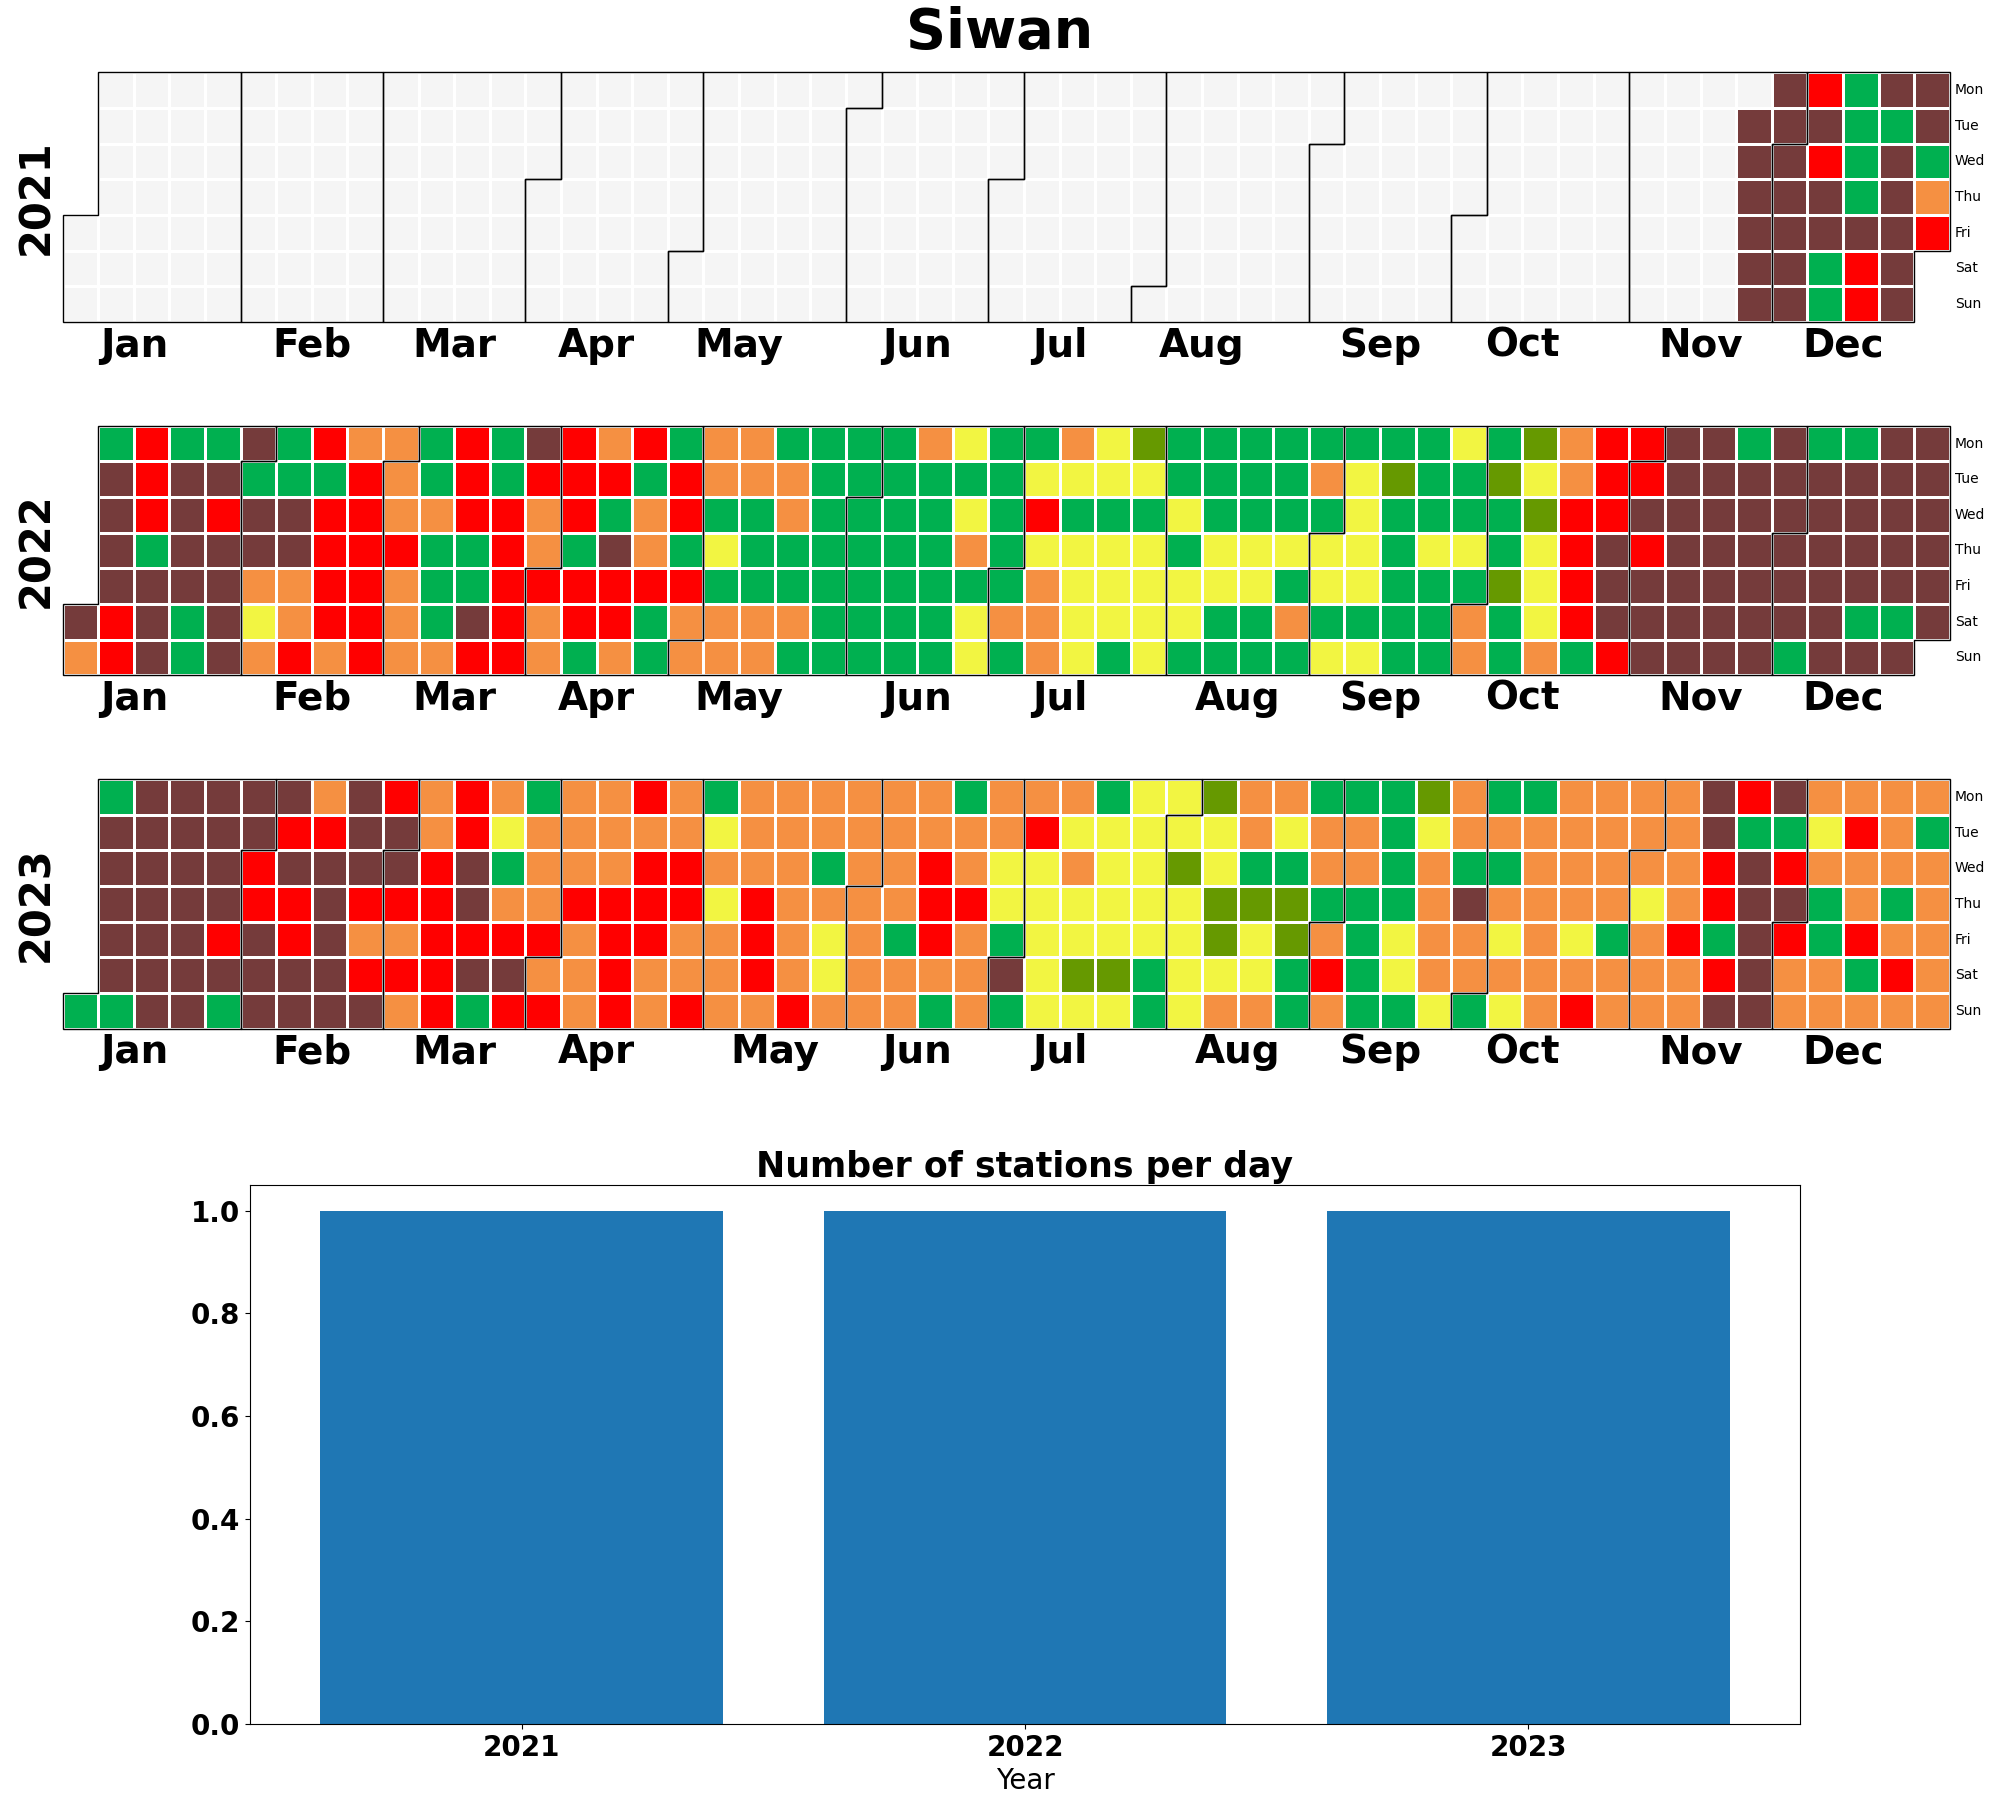 Siwan
2021
Mon
Tue
Wed
Thu
Fri
Sat
Sun
Jan Feb Mar Apr May Jun Jul Aug Sep Oct Nov Dec
2022
Mon
Tue
Wed
Thu
Fri
Sat
Sun
Jan Feb Mar Apr May Jun Jul Aug Sep Oct Nov Dec
2023
Mon
Tue
Wed
Thu
Fri
Sat
Sun
Jan Feb Mar Apr May Jun Jul Aug Sep Oct Nov Dec
Number of stations per day
1.0
0.8
0.6
0.4
0.2
0.0
2021 2022 2023
Year